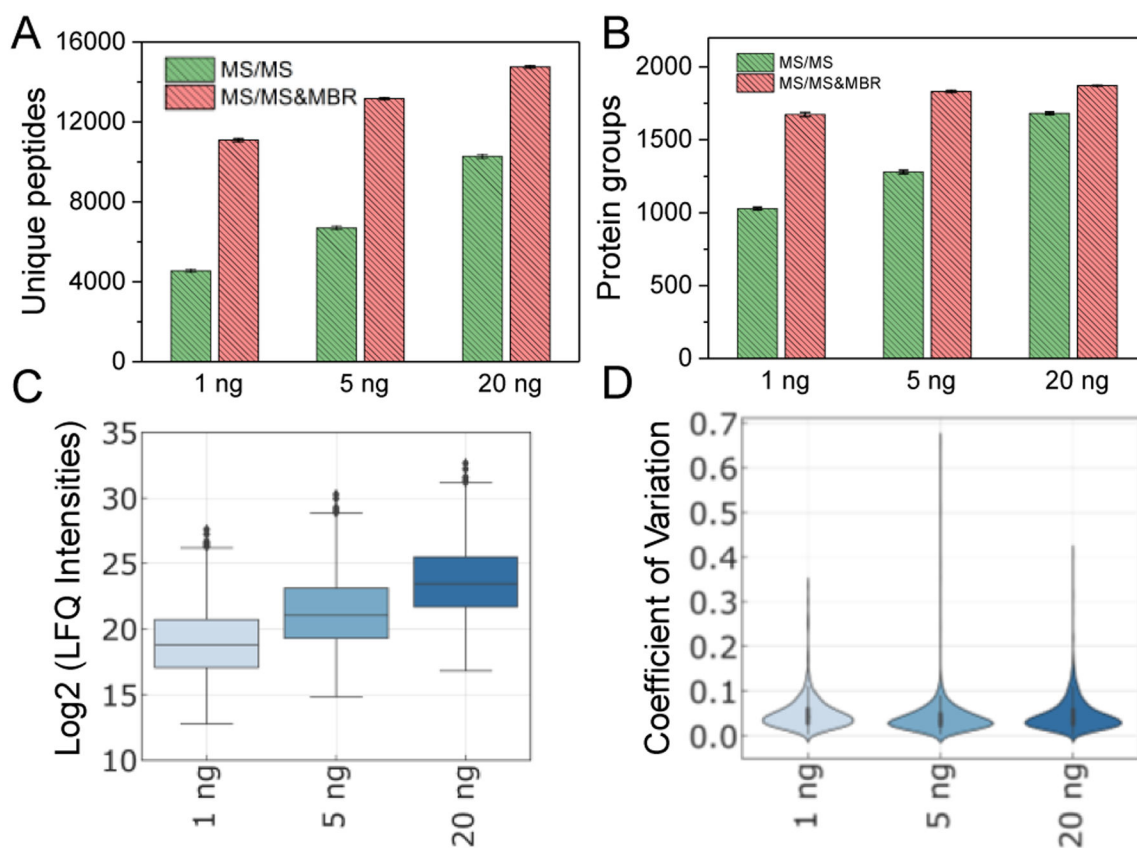 A
Unique peptides
16000
12000
8000
4000
0
MS/MS
MS/MS&MBR
1 ng
5 ng
20 ng
B
Protein groups
2000
1500
1000
500
0
MS/MS
MS/MS&MBR
1 ng
5 ng
20 ng
C
Log2 (LFQ Intensities)
35
30
25
20
15
10
1 ng
5 ng
20 ng
D
Coefficient of Variation
0.7
0.6
0.5
0.4
0.3
0.2
0.1
0.0
1 ng
5 ng
20 ng